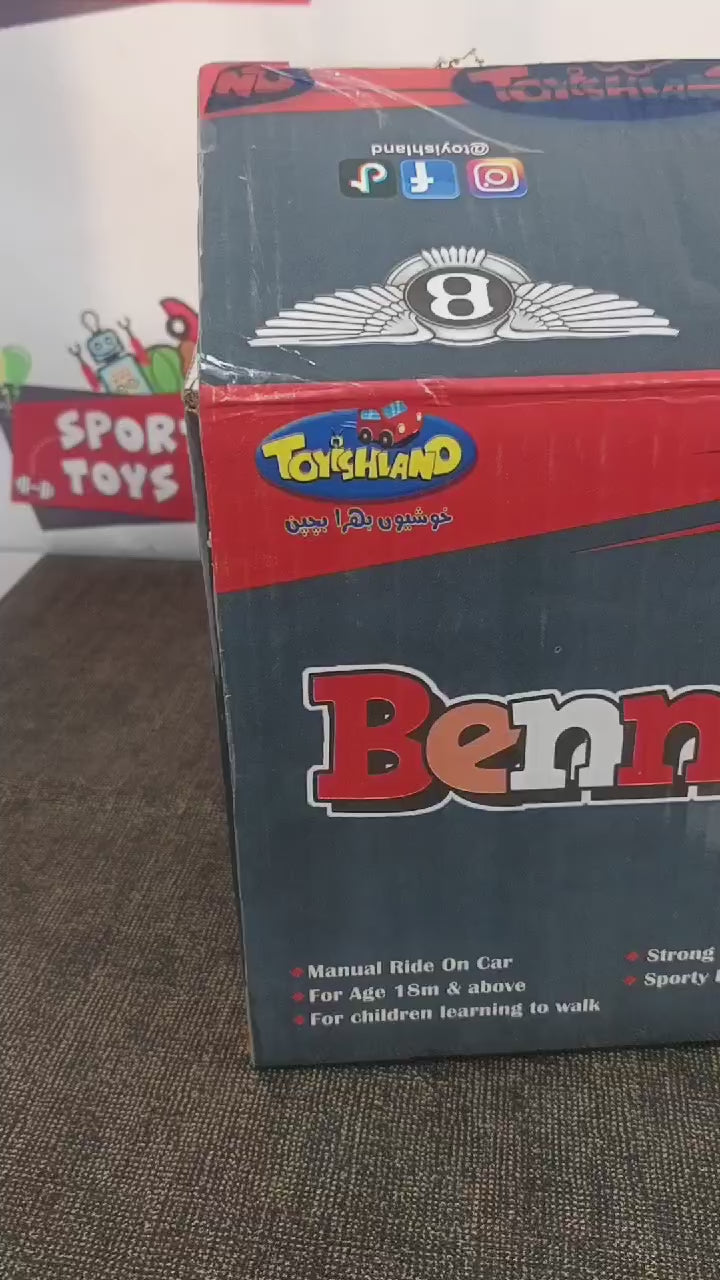 TOYISHLAND
@toyishland
B
SPORT
TOYS
TOYISHLAND
خوشیوں بھرا بچپن
Benn
Manual Ride On Car
For Age 18m & above
For children learning to walk
Strong
Sporty